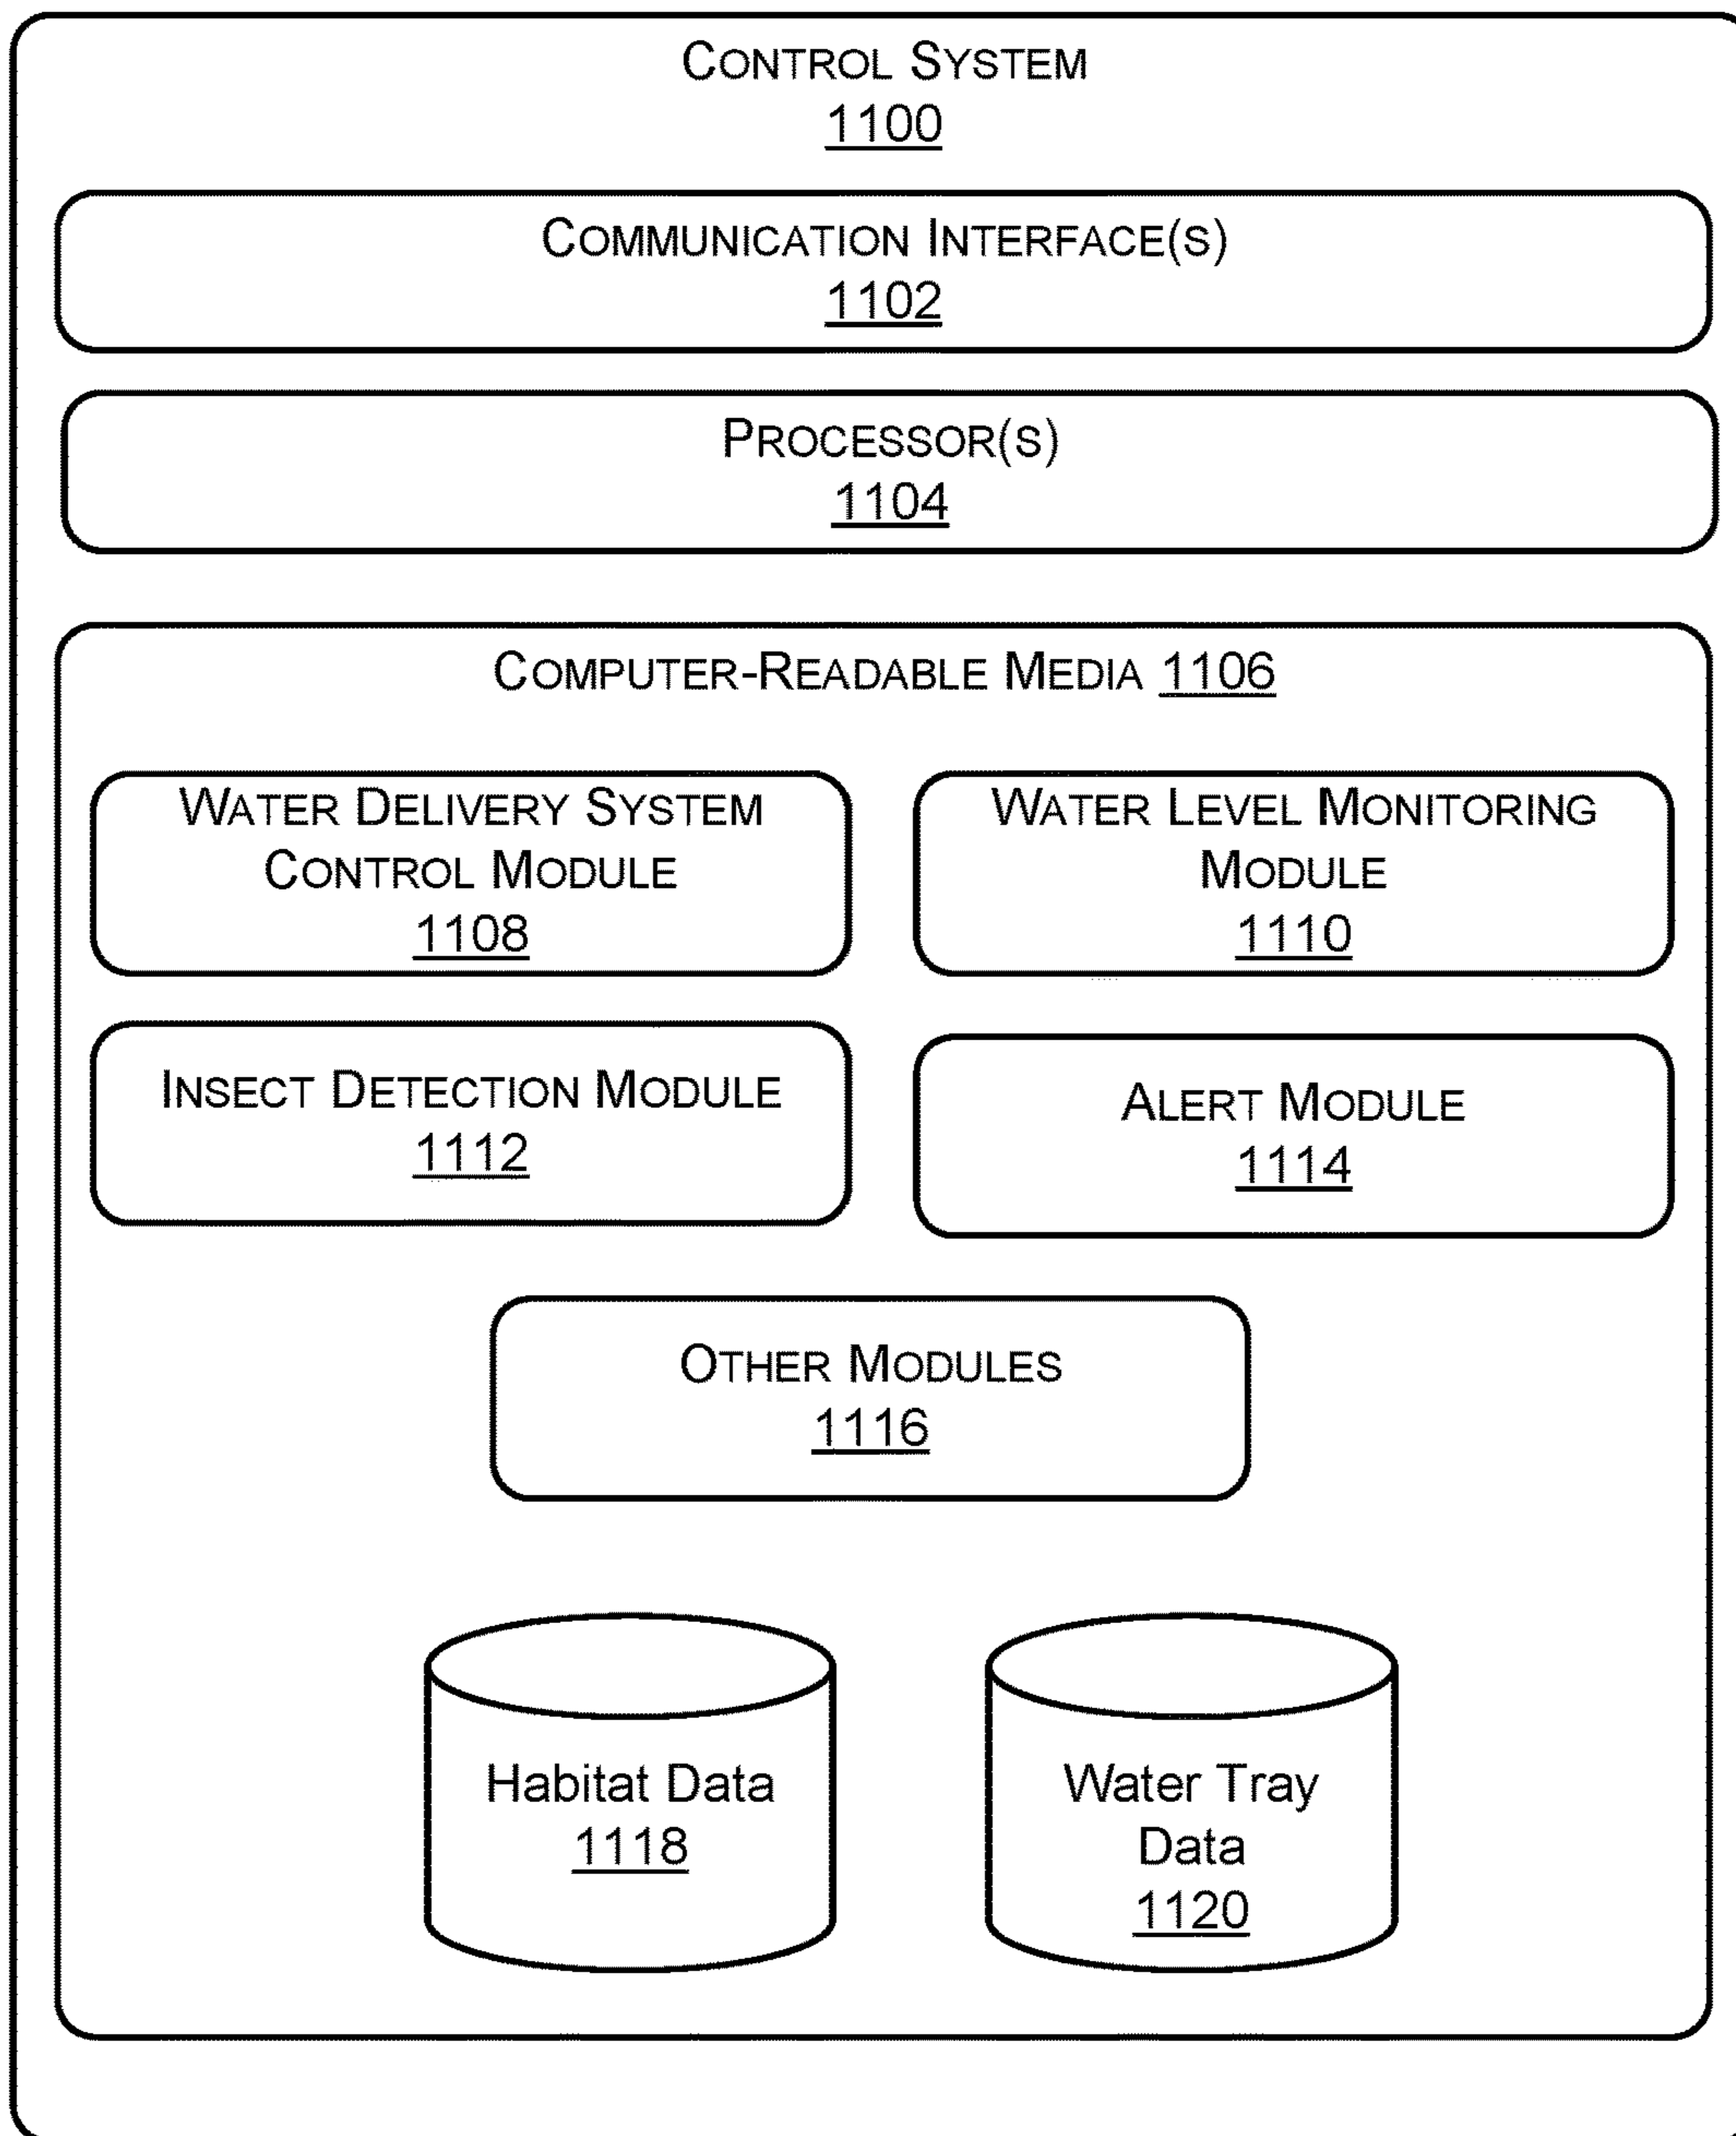 CONTROL SYSTEM
1100
COMMUNICATION INTERFACE(S)
1102
PROCESSOR(S)
1104
COMPUTER-READABLE MEDIA 1106
WATER DELIVERY SYSTEM
CONTROL MODULE
1108
WATER LEVEL MONITORING
MODULE
1110
INSECT DETECTION MODULE
1112
ALERT MODULE
1114
OTHER MODULES
1116
Habitat Data
1118
Water Tray
Data
1120